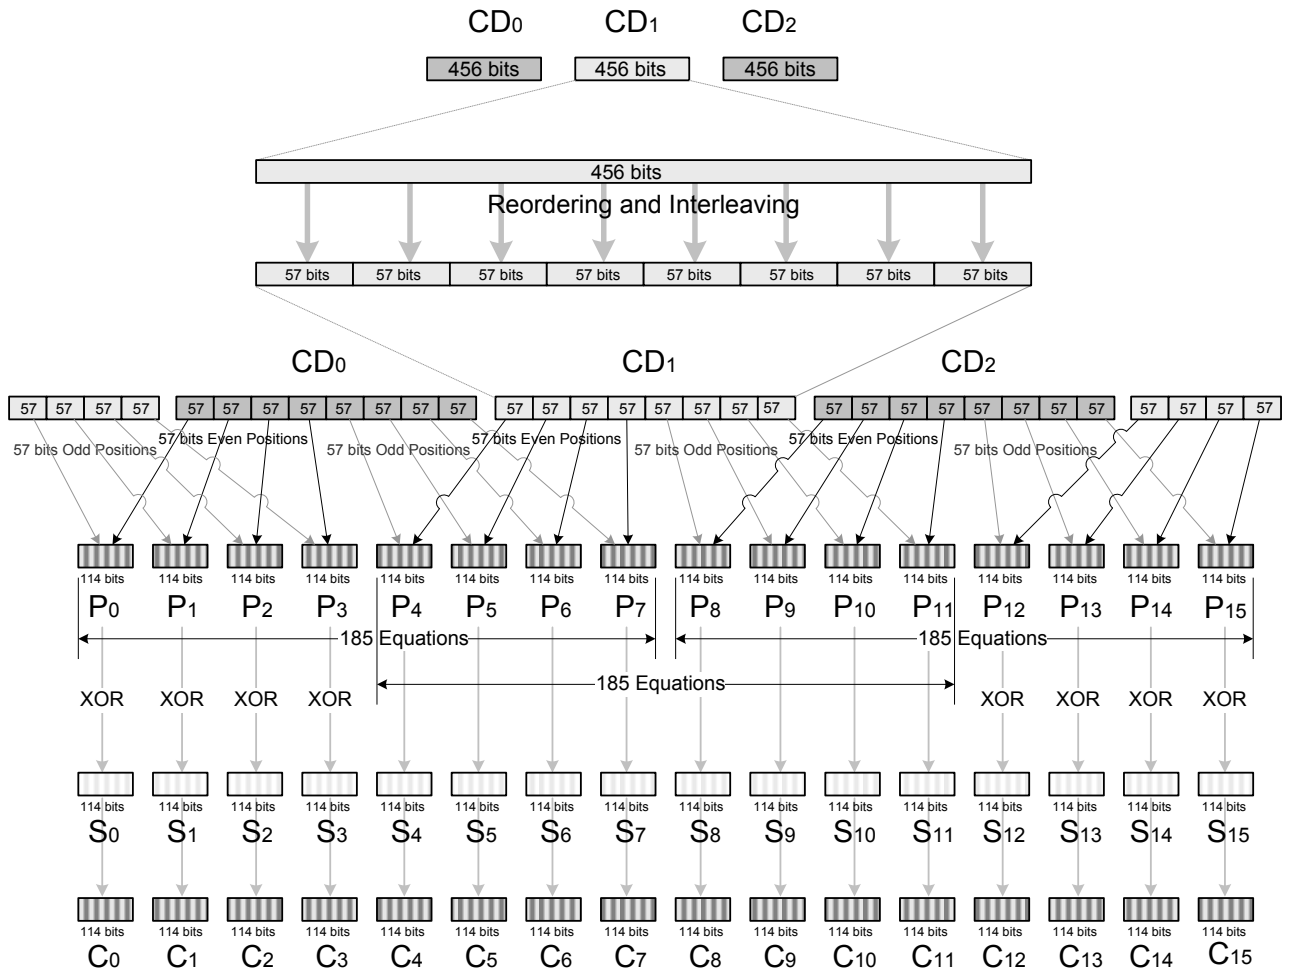 CD0 CD1 CD2
456 bits 456 bits 456 bits
456 bits
Reordering and Interleaving
57 bits 57 bits 57 bits 57 bits 57 bits 57 bits 57 bits 57 bits
CD0 CD1 CD2
57 57 57 57 57 57 57 57 57 57 57 57 57 57 57 57 57 57 57 57 57 57 57 57 57 57 57 57 57 57 57 57
57 bits Even Positions 57 bits Even Positions 57 bits Even Positions
57 bits Odd Positions 57 bits Odd Positions 57 bits Odd Positions 57 bits Odd Positions
114 bits 114 bits 114 bits 114 bits 114 bits 114 bits 114 bits 114 bits 114 bits 114 bits 114 bits 114 bits 114 bits 114 bits 114 bits 114 bits
P0 P1 P2 P3 P4 P5 P6 P7 P8 P9 P10 P11 P12 P13 P14 P15
185 Equations 185 Equations
185 Equations
XOR XOR XOR XOR XOR XOR XOR XOR
114 bits 114 bits 114 bits 114 bits 114 bits 114 bits 114 bits 114 bits 114 bits 114 bits 114 bits 114 bits 114 bits 114 bits 114 bits 114 bits
S0 S1 S2 S3 S4 S5 S6 S7 S8 S9 S10 S11 S12 S13 S14 S15
114 bits 114 bits 114 bits 114 bits 114 bits 114 bits 114 bits 114 bits 114 bits 114 bits 114 bits 114 bits 114 bits 114 bits 114 bits 114 bits
C0 C1 C2 C3 C4 C5 C6 C7 C8 C9 C10 C11 C12 C13 C14 C15